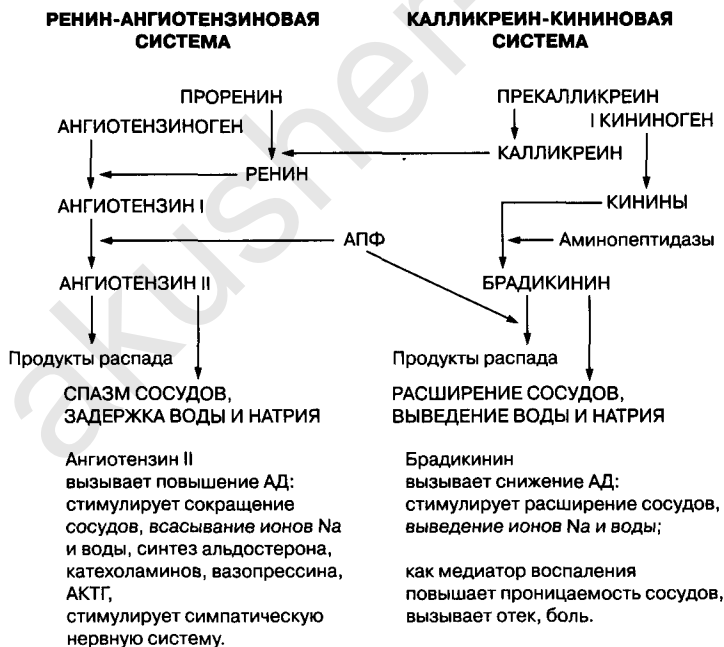 РЕНИН-АНГИОТЕНЗИНОВАЯ
СИСТЕМА
ПРОРЕНИН
АНГИОТЕНЗИНОГЕН
РЕНИН
АНГИОТЕНЗИН I
АПФ
АНГИОТЕНЗИН II
Продукты распада
СПАЗМ СОСУДОВ,
ЗАДЕРЖКА ВОДЫ И НАТРИЯ
Ангиотензин II
вызывает повышение АД:
стимулирует сокращение
сосудов, всасывание ионов Na
и воды, синтез альдостерона,
катехоламинов, вазопрессина,
АКТГ,
стимулирует симпатическую
нервную систему.
КАЛЛИКРЕИН-КИНИНОВАЯ
СИСТЕМА
ПРЕКАЛЛИКРЕИН
I КИНИНОГЕН
КАЛЛИКРЕИН
КИНИНЫ
Аминопептидазы
БРАДИКИНИН
Продукты распада
РАСШИРЕНИЕ СОСУДОВ,
ВЫВЕДЕНИЕ ВОДЫ И НАТРИЯ
Брадикинин
вызывает снижение АД:
стимулирует расширение сосудов,
выведение ионов Na и воды;
как медиатор воспаления
повышает проницаемость сосудов,
вызывает отек, боль.
akusher